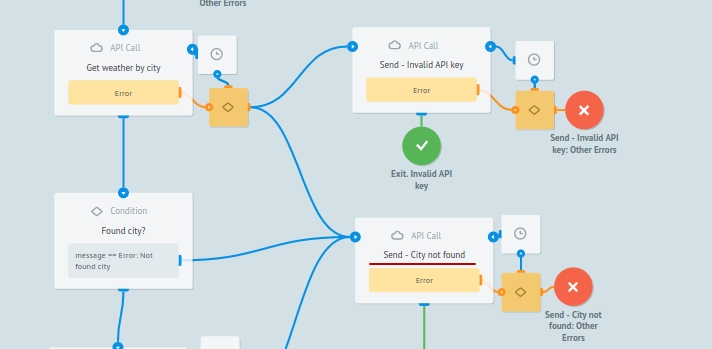 Other Errors
API Call
Get weather by city
Error
API Call
Send - Invalid API key
Error
Send - Invalid API
key: Other Errors
Exit. Invalid API
key
Condition
Found city?
message == Error: Not
found city
API Call
Send - City not found
Error
Send - City not
found: Other
Errors